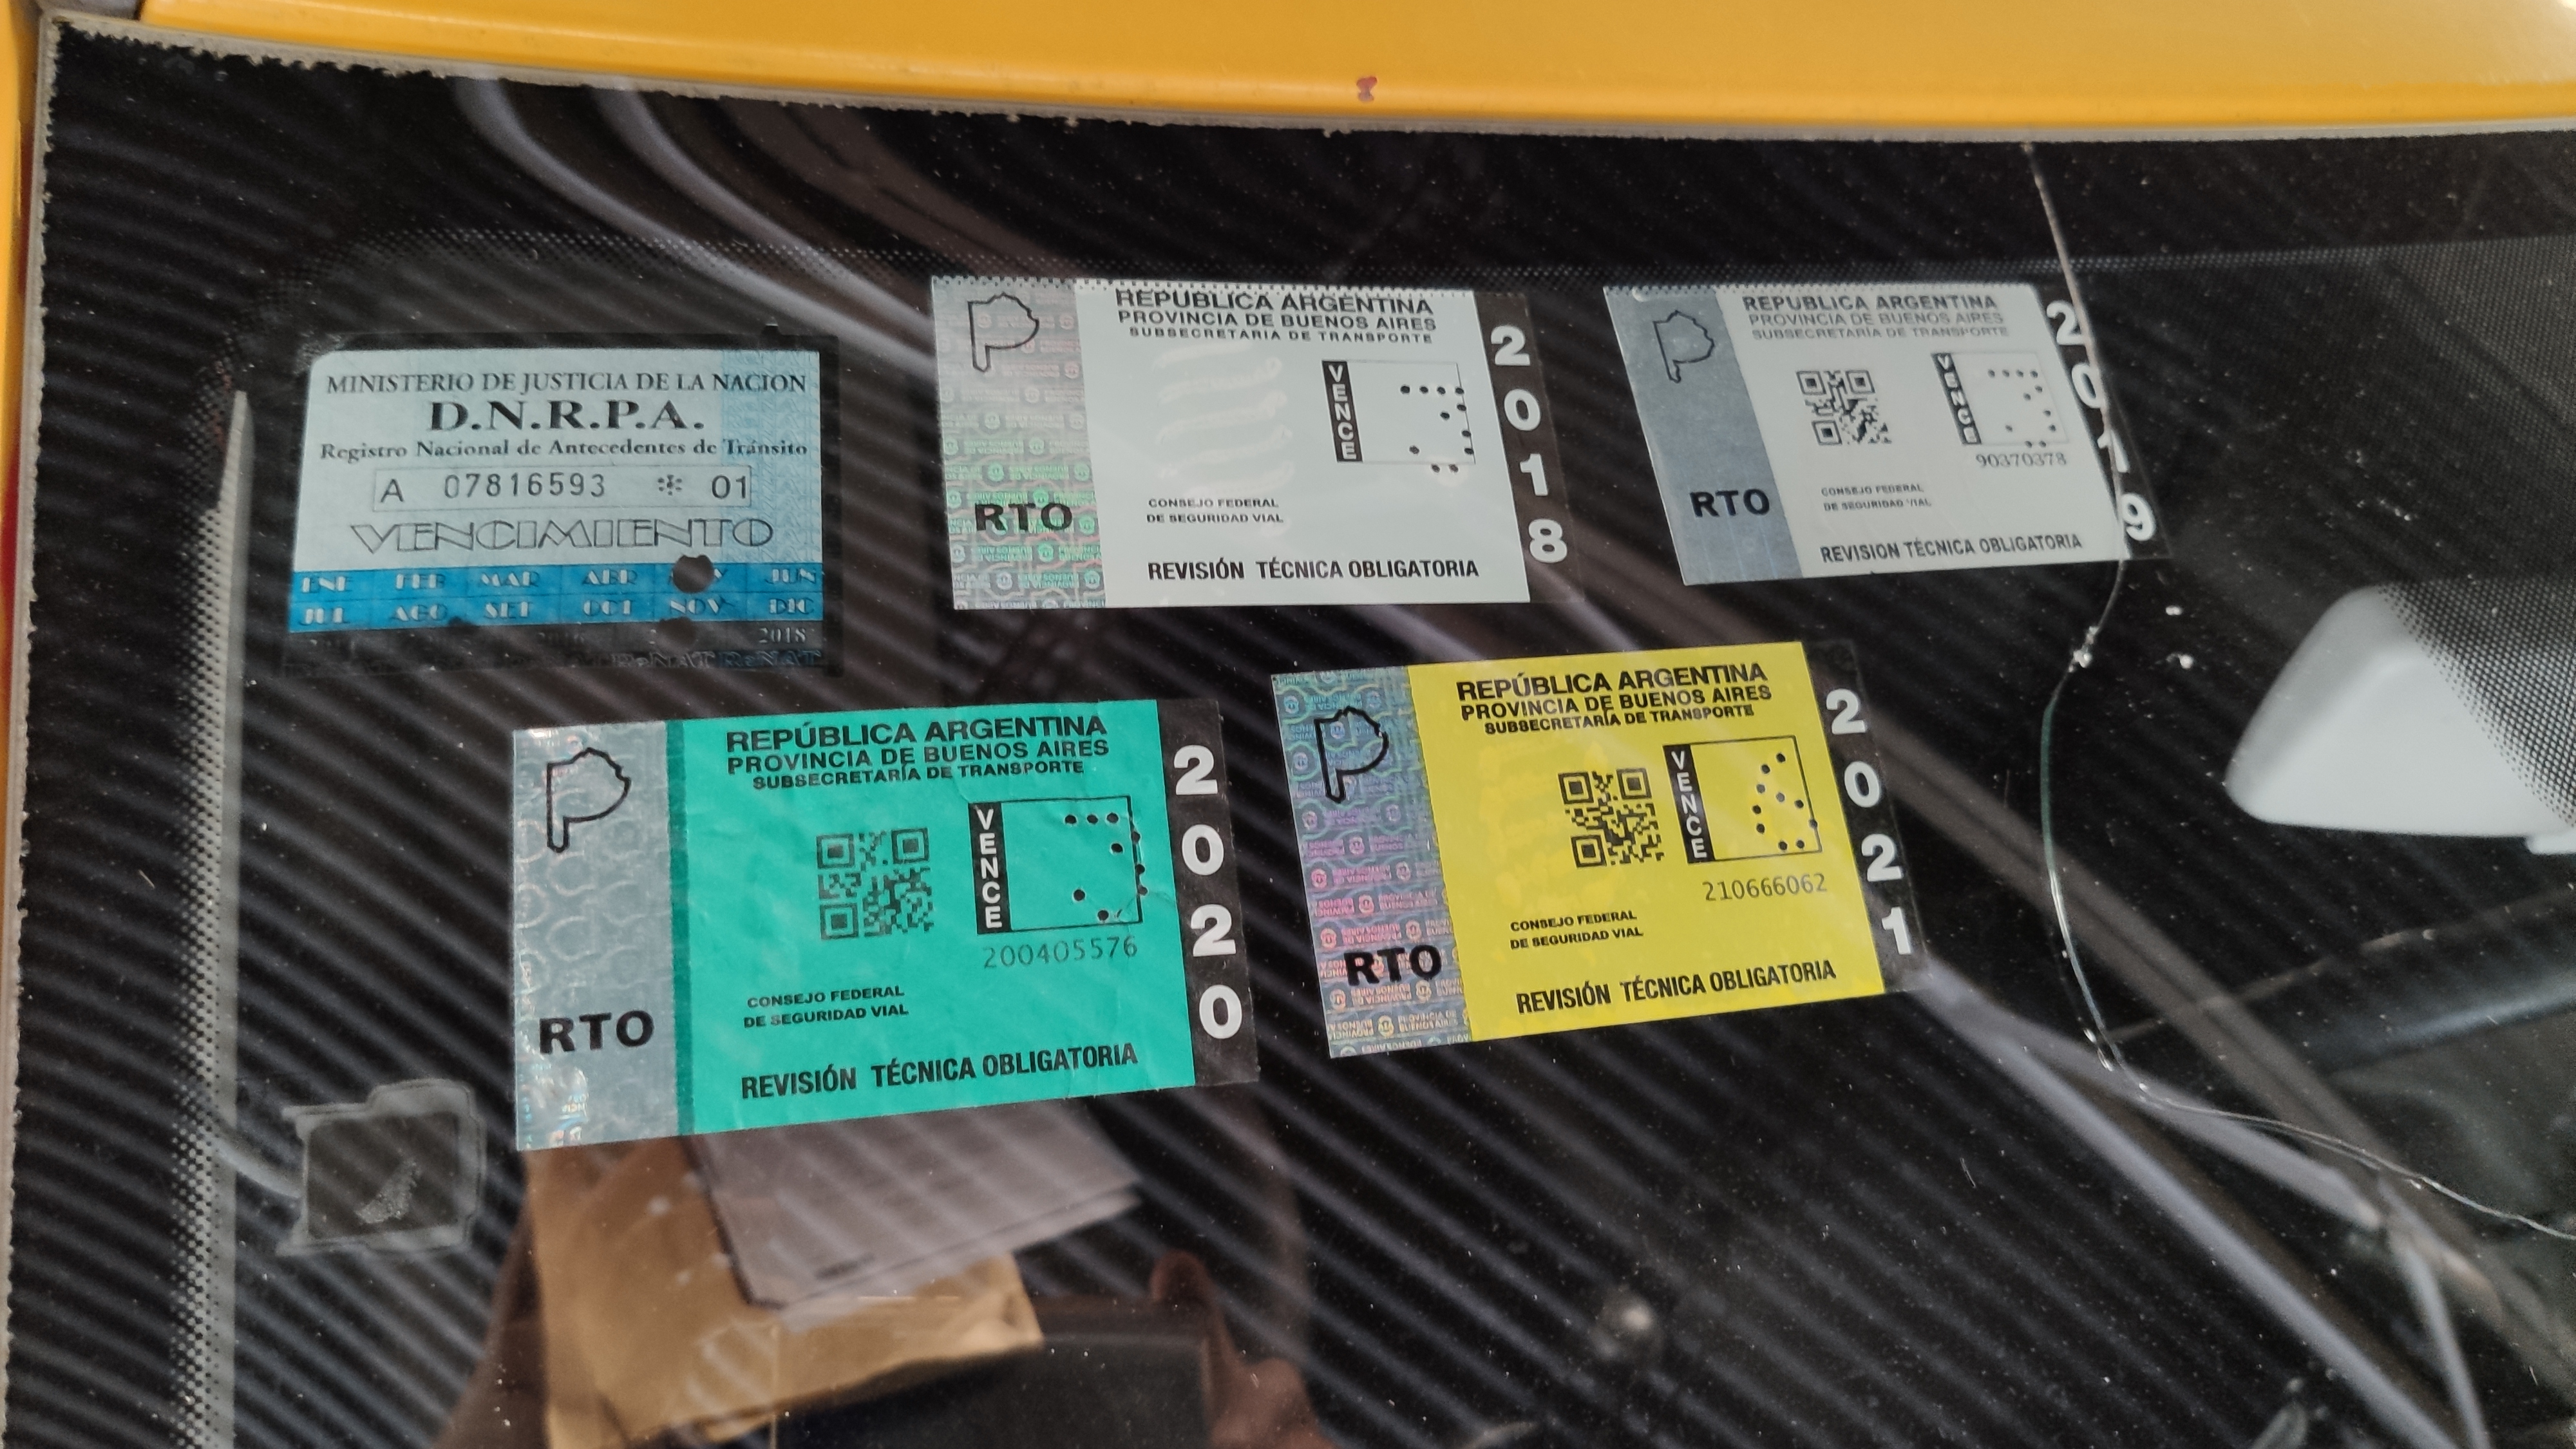 MINISTERIO DE JUSTICIA DE LA NACION
D.N.R.P.A.
Registro Nacional de Antecedentes de Tránsito
A 07816593 * 01
VENCIMIENTO
ENE FEB MAR ABR JUN
JUL AGO SET OCT NOV DIC
2018
ReNAT ReNAT
REPUBLICA ARGENTINA
PROVINCIA DE BUENOS AIRES
SUBSECRETARIA DE TRANSPORTE
VENCE
2018
CONSEJO FEDERAL
DE SEGURIDAD VIAL
RTO
REVISIÓN TÉCNICA OBLIGATORIA
REPUBLICA ARGENTINA
PROVINCIA DE BUENOS AIRES
SUBSECRETARÍA DE TRANSPORTE
VENCE
2019
90370378
CONSEJO FEDERAL
DE SEGURIDAD VIAL
RTO
REVISION TÉCNICA OBLIGATORIA
REPÚBLICA ARGENTINA
PROVINCIA DE BUENOS AIRES
SUBSECRETARÍA DE TRANSPORTE
VENCE
2020
200405576
CONSEJO FEDERAL
DE SEGURIDAD VIAL
RTO
REVISIÓN TÉCNICA OBLIGATORIA
REPÚBLICA ARGENTINA
PROVINCIA DE BUENOS AIRES
SUBSECRETARÍA DE TRANSPORTE
VENCE
2021
210666062
CONSEJO FEDERAL
DE SEGURIDAD VIAL
RTO
REVISIÓN TÉCNICA OBLIGATORIA